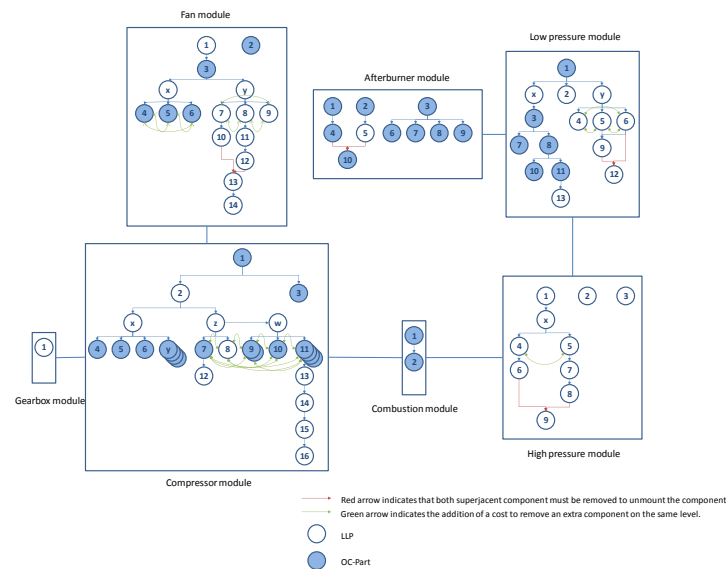 Fan module
1 2
3
x y
4 5 6 7 8 9
10 11
12
13
14
Afterburner module
1 2 3
4 5 6 7 8 9
10
Low pressure module
1
x 2 y
3 4 5 6
7 8 9
10 11 12
13
Gearbox module
1
Compressor module
1
2 3
x z w
4 5 6 y 7 8 9 10 11
12 13
14
15
16
Combustion module
1
2
High pressure module
1 2 3
x
4 5
6 7
8
9
Red arrow indicates that both superjacent component must be removed to unmount the component
Green arrow indicates the addition of a cost to remove an extra component on the same level.
LLP
OC-Part